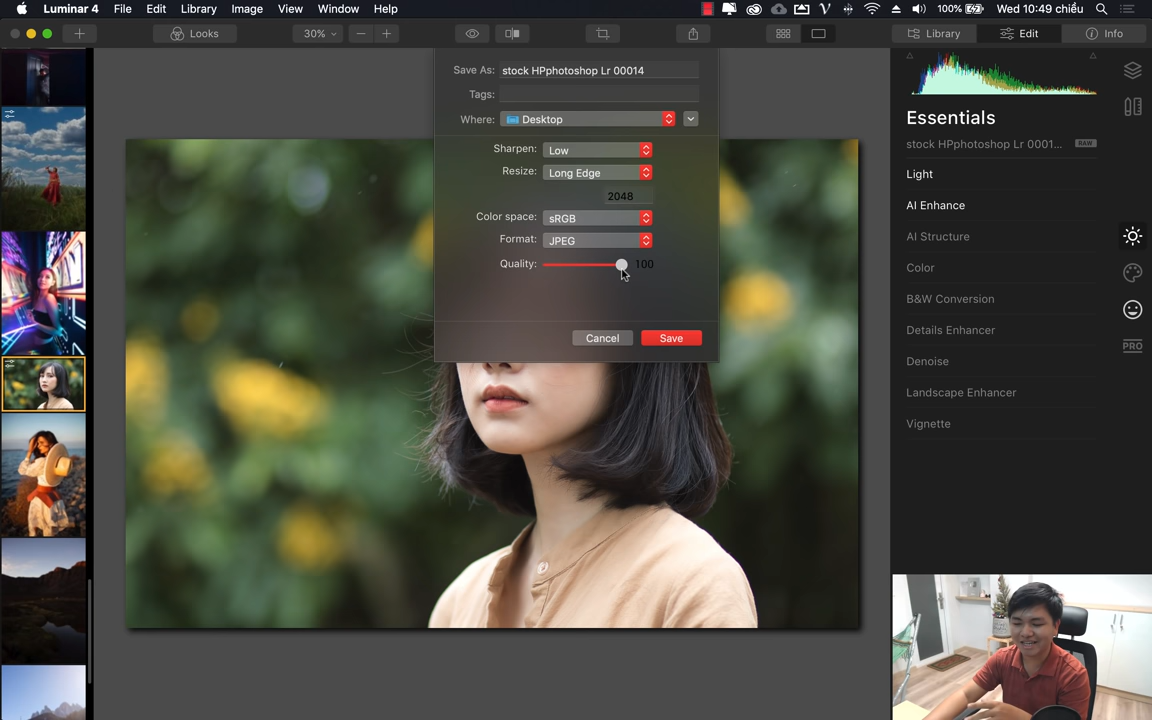 Luminar 4 File Edit Library Image View Window Help 100% Wed 10:49 chiều
Looks 30% Library Edit Info
Save As: stock HPphotoshop Lr 00014
Tags:
Where: Desktop
Sharpen: Low
Resize: Long Edge
2048
Color space: sRGB
Format: JPEG
Quality: 100
Cancel Save
Essentials
stock HPphotoshop Lr 0001... RAW
Light
AI Enhance
AI Structure
Color
B&W Conversion
Details Enhancer
Denoise
Landscape Enhancer
Vignette
PRO